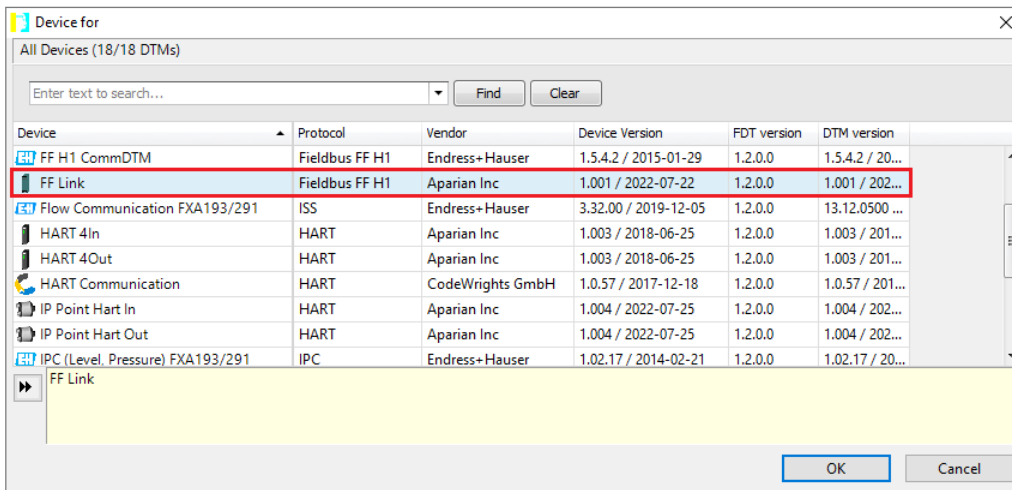 Device for
All Devices (18/18 DTMs)
Enter text to search... Find Clear
Device Protocol Vendor Device Version FDT version DTM version
FF H1 CommDTM Fieldbus FF H1 Endress+Hauser 1.5.4.2 / 2015-01-29 1.2.0.0 1.5.4.2 / 20...
FF Link Fieldbus FF H1 Aparian Inc 1.001 / 2022-07-22 1.2.0.0 1.001 / 202...
Flow Communication FXA193/291 ISS Endress+Hauser 3.32.00 / 2019-12-05 1.2.0.0 13.12.0500 ...
HART 4In HART Aparian Inc 1.003 / 2018-06-25 1.2.0.0 1.003 / 201...
HART 4Out HART Aparian Inc 1.003 / 2018-06-25 1.2.0.0 1.003 / 201...
HART Communication HART CodeWrights GmbH 1.0.57 / 2017-12-18 1.2.0.0 1.0.57 / 201...
IP Point Hart In HART Aparian Inc 1.004 / 2022-07-25 1.2.0.0 1.004 / 202...
IP Point Hart Out HART Aparian Inc 1.004 / 2022-07-25 1.2.0.0 1.004 / 202...
IPC (Level, Pressure) FXA193/291 IPC Endress+Hauser 1.02.17 / 2014-02-21 1.2.0.0 1.02.17 / 20...
FF Link
OK Cancel